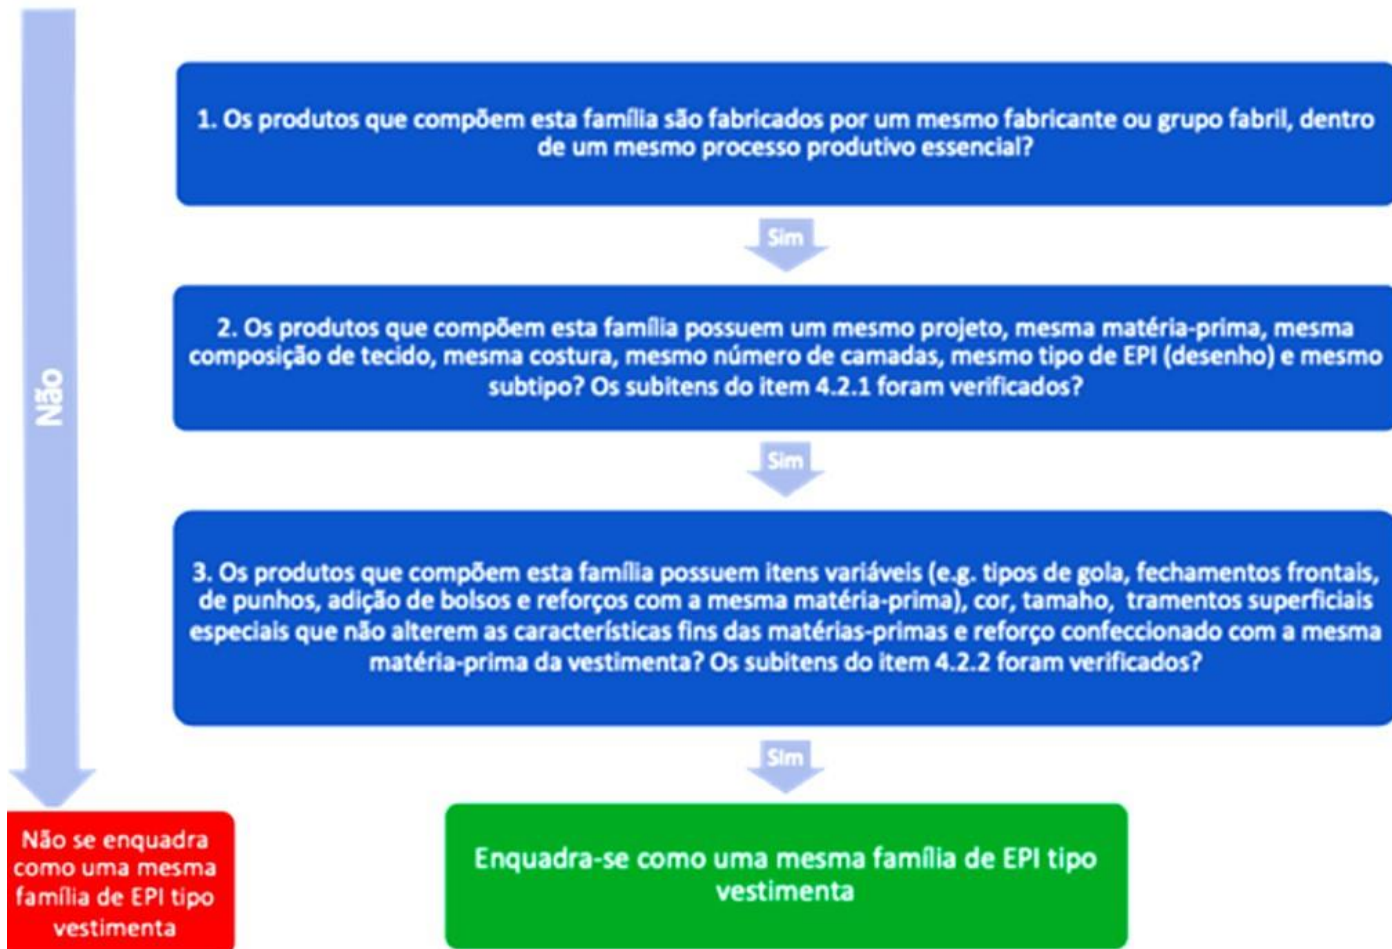 1. Os produtos que compõem esta família são fabricados por um mesmo fabricante ou grupo fabril, dentro
de um mesmo processo produtivo essencial?
Sim
2. Os produtos que compõem esta família possuem um mesmo projeto, mesma matéria-prima, mesma
composição de tecido, mesma costura, mesmo número de camadas, mesmo tipo de EPI (desenho) e mesmo
subtipo? Os subitens do item 4.2.1 foram verificados?
Sim
3. Os produtos que compõem esta família possuem itens variáveis (e.g. tipos de gola, fechamentos frontais,
de punhos, adição de bolsos e reforços com a mesma matéria-prima), cor, tamaho, tramentos superficiais
especiais que não alterem as características fins das matérias-primas e reforço confeccionado com a mesma
matéria-prima da vestimenta? Os subitens do item 4.2.2 foram verificados?
Sim
Enquadra-se como uma mesma família de EPI tipo
vestimenta
Não
Não se enquadra
como uma mesma
família de EPI tipo
vestimenta